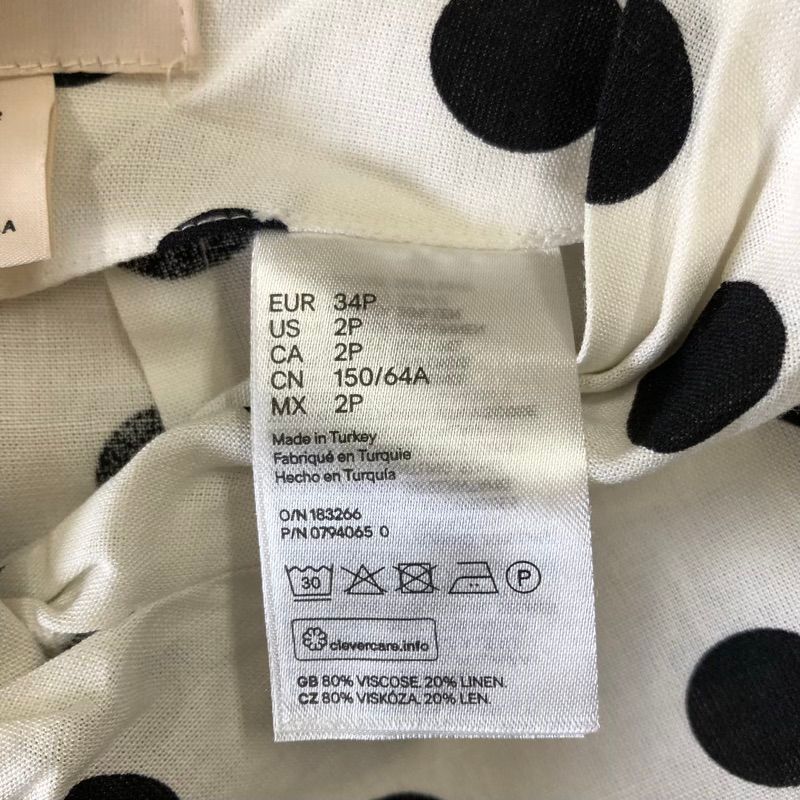 A
EUR 34P
US 2P
CA 2P
CN 150/64A
MX 2P
Made in Turkey
Fabriqué en Turquie
Hecho en Turquía
O/N 183266
P/N 0794065 0
30
P
clevercare.info
GB 80% VISCOSE. 20% LINEN.
CZ 80% VISKÓZA. 20% LEN.